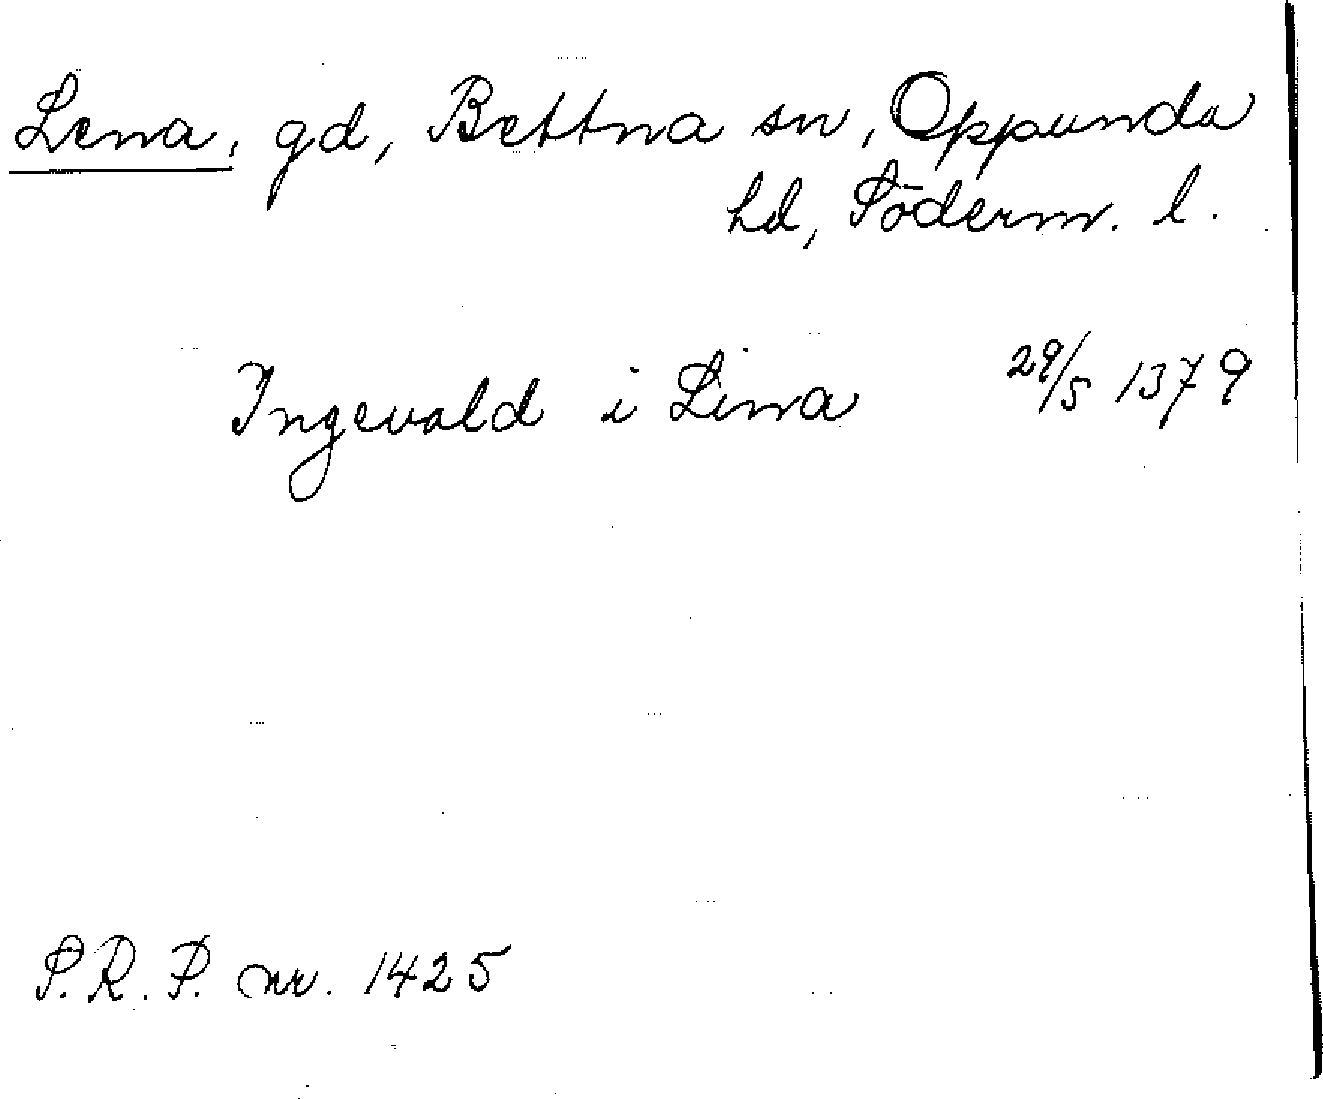 Lena, gd, Bettna sn, Oppunda
hd, Söderm. l.
Ingevald i Lina 29/5 1379
S.R.P. nr. 1425